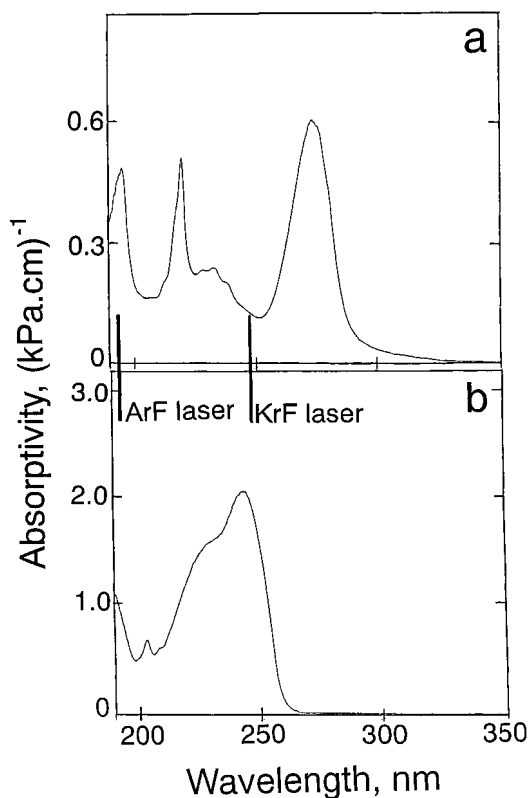 a
0.6
0.3
0
Absorptivity, (kPa.cm)-1
ArF laser
KrF laser
b
3.0
2.0
1.0
0
200
250
300
350
Wavelength, nm